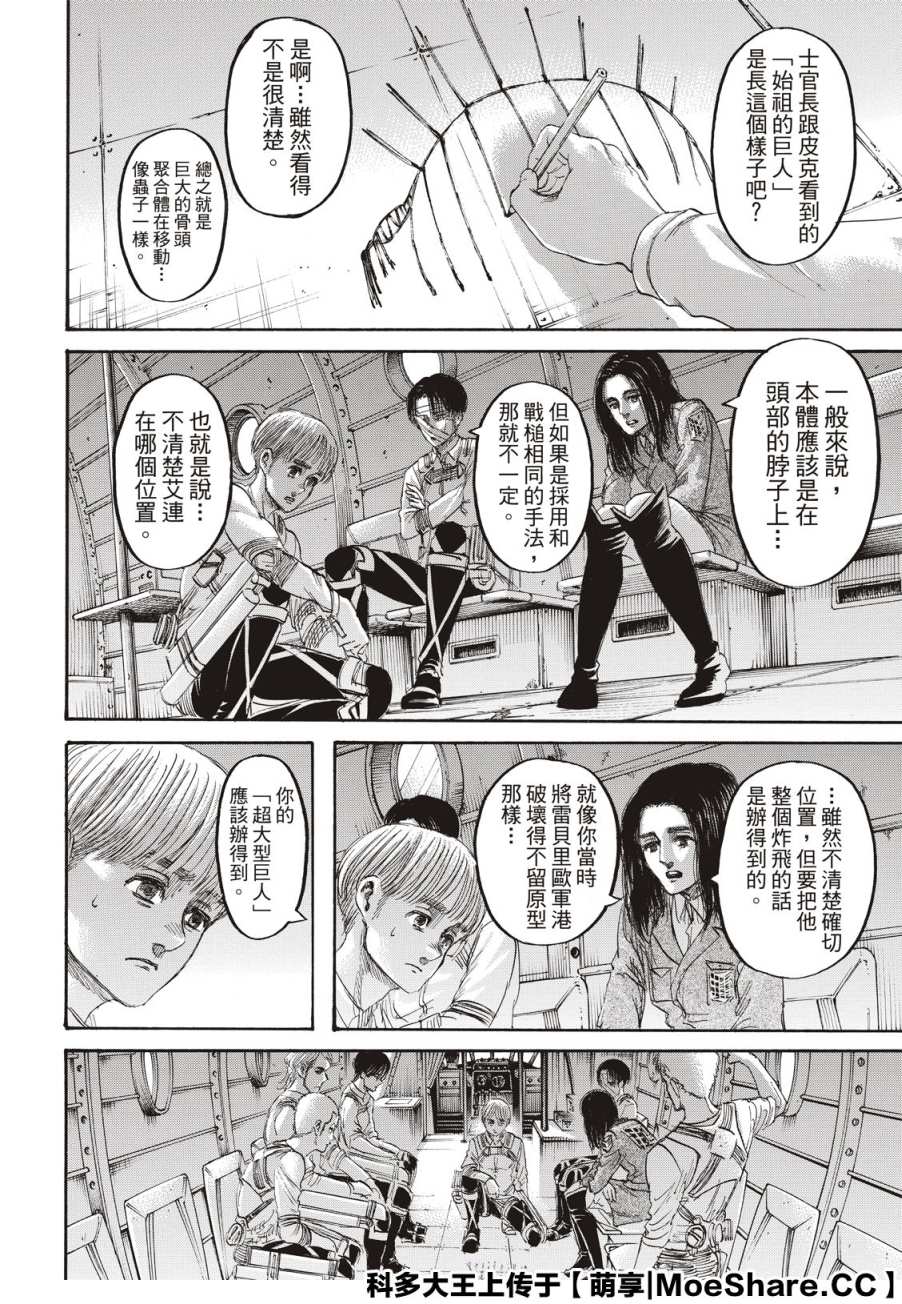 士官長跟皮克看到的
「始祖的巨人」
是長這個樣子吧？
是啊…雖然看得
不是很清楚。
總之就是
巨大的骨頭
聚合體在移動…
像蟲子一樣。
一般來說，
本體應該是在
頭部的脖子上…
但如果是採用和
戰槌相同的手法，
那就不一定。
也就是說…
不清楚艾連
在哪個位置。
…雖然不清楚確切
位置，但要把他
整個炸飛的話
是辦得到的。
就像你當時
將雷貝里歐軍港
破壞得不留原型
那樣…
你的
「超大型巨人」
應該辦得到。
科多大王上传于【萌享|MoeShare.CC】